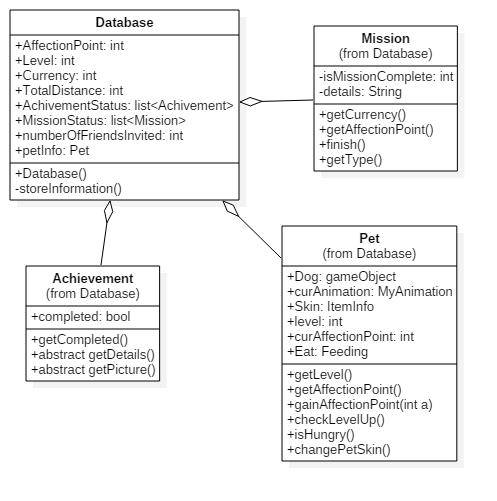 Database
+AffectionPoint: int
+Level: int
+Currency: int
+TotalDistance: int
+AchivementStatus: list<Achivement>
+MissionStatus: list<Mission>
+numberOfFriendsInvited: int
+petInfo: Pet
+Database()
-storeInformation()
Mission
(from Database)
-isMissionComplete: int
-details: String
+getCurrency()
+getAffectionPoint()
+finish()
+getType()
Achievement
(from Database)
+completed: bool
+getCompleted()
+abstract getDetails()
+abstract getPicture()
Pet
(from Database)
+Dog: gameObject
+curAnimation: MyAnimation
+Skin: ItemInfo
+level: int
+curAffectionPoint: int
+Eat: Feeding
+getLevel()
+getAffectionPoint()
+gainAffectionPoint(int a)
+checkLevelUp()
+isHungry()
+changePetSkin()